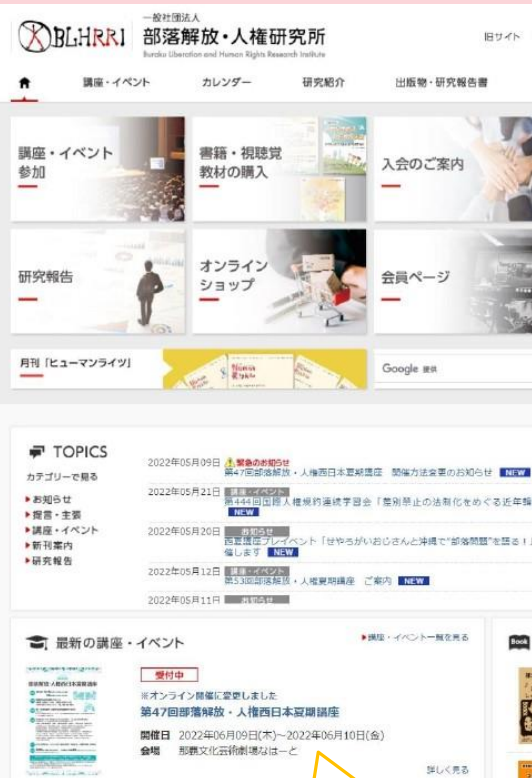 BLHRRI
一般社団法人
部落解放・人権研究所
Buraku Liberation and Human Rights Research Institute
旧サイト
講座・イベント
カレンダー
研究紹介
出版物・研究報告書
講座・イベント
参加
書籍・視聴覚
教材の購入
入会のご案内
研究報告
オンライン
ショップ
会員ページ
月刊「ヒューマンライツ」
Google 提供
TOPICS
カテゴリーで見る
お知らせ
提言・主張
講座・イベント
新刊案内
研究報告
2022年05月09日 緊急のお知らせ
第47回部落解放・人権西日本夏期講座 開催方法変更のお知らせ NEW
2022年05月21日 講座・イベント
第444回国際人権規約連続学習会「差別禁止の法制化をめぐる近年
NEW
2022年05月20日 お知らせ
西夏講座プレイベント「せやろがいおじさんと沖縄で"部落問題"を語る!」
催します NEW
2022年05月12日 講座・イベント
第53回部落解放・人権夏期講座 ご案内 NEW
2022年05月11日 お知らせ
最新の講座・イベント
講座・イベント一覧を見る
Book
受付中
※オンライン開催に変更しました
第47回部落解放・人権西日本夏期講座
開催日 2022年06月09日(木)~2022年06月10日(金)
会場 那覇文化芸術劇場なはーと
詳しく見る